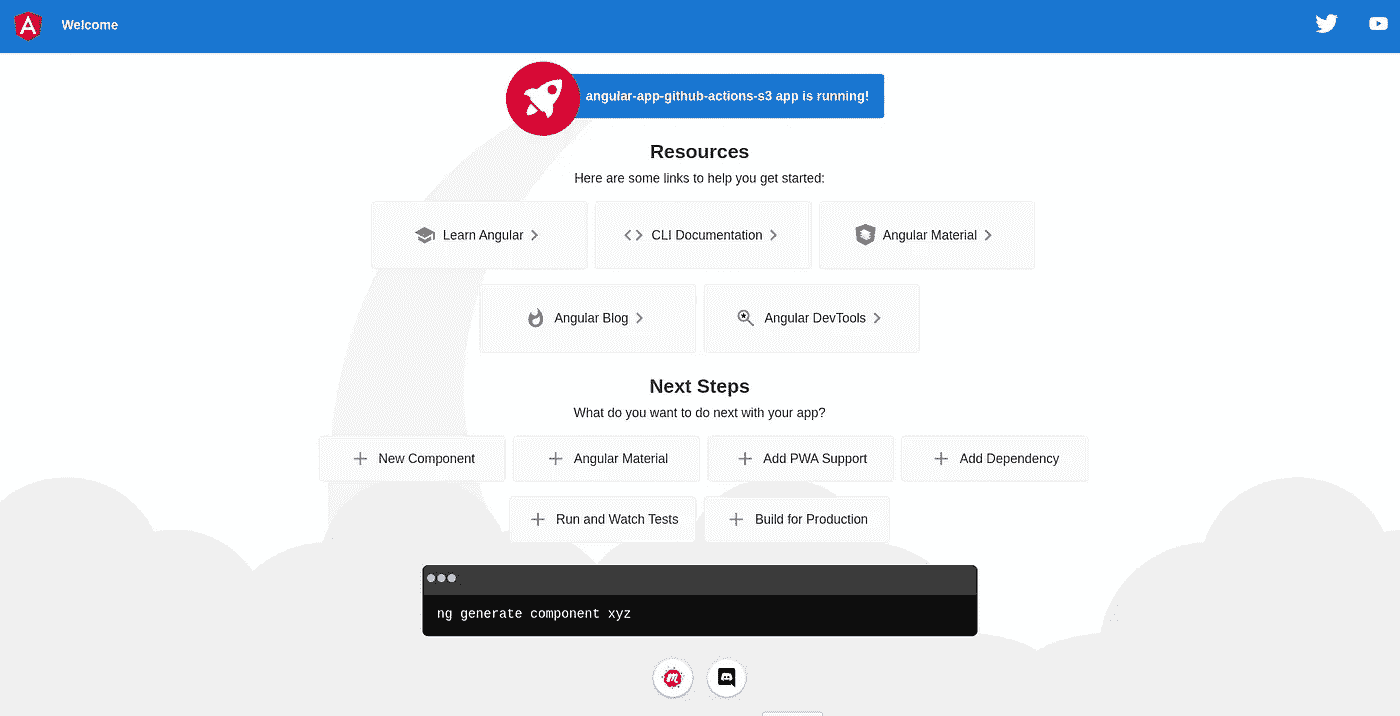 Welcome
angular-app-github-actions-s3 app is running!
Resources
Here are some links to help you get started:
Learn Angular
CLI Documentation
Angular Material
Angular Blog
Angular DevTools
Next Steps
What do you want to do next with your app?
New Component
Angular Material
Add PWA Support
Add Dependency
Run and Watch Tests
Build for Production
ng generate component xyz